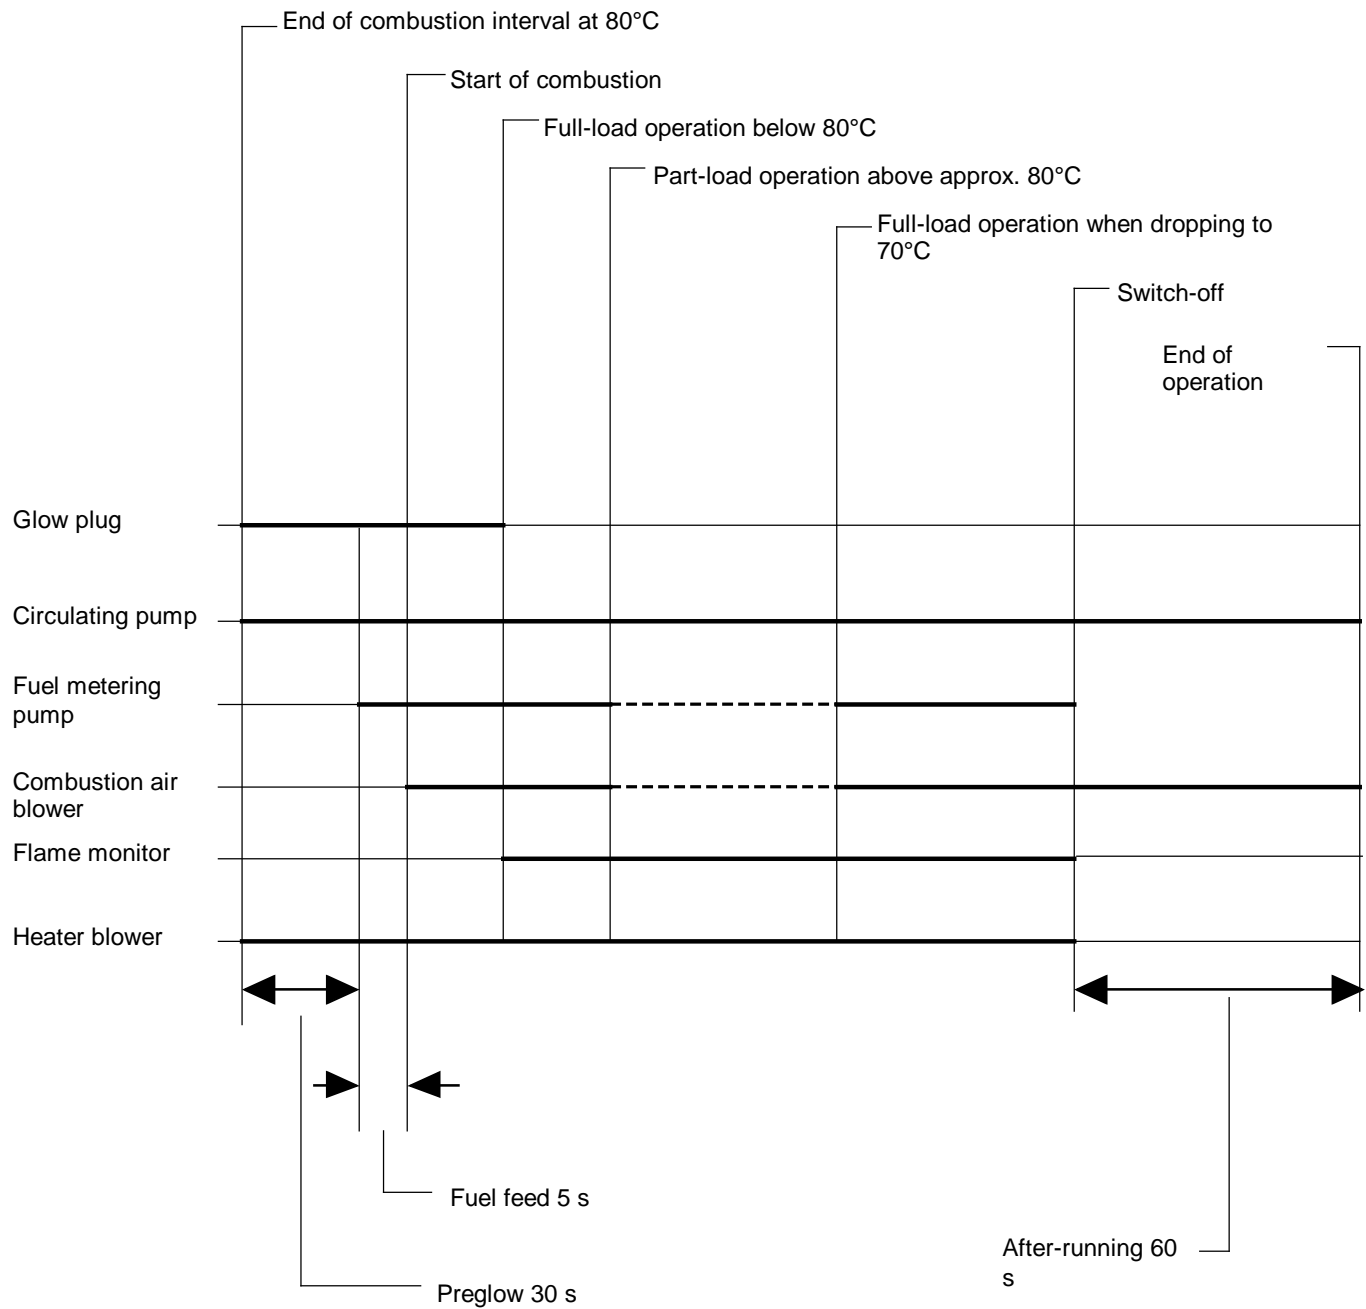 End of combustion interval at 80°C
Start of combustion
Full-load operation below 80°C
Part-load operation above approx. 80°C
Full-load operation when dropping to
70°C
Switch-off
End of
operation
Glow plug
Circulating pump
Fuel metering
pump
Combustion air
blower
Flame monitor
Heater blower
Fuel feed 5 s
After-running 60
s
Preglow 30 s